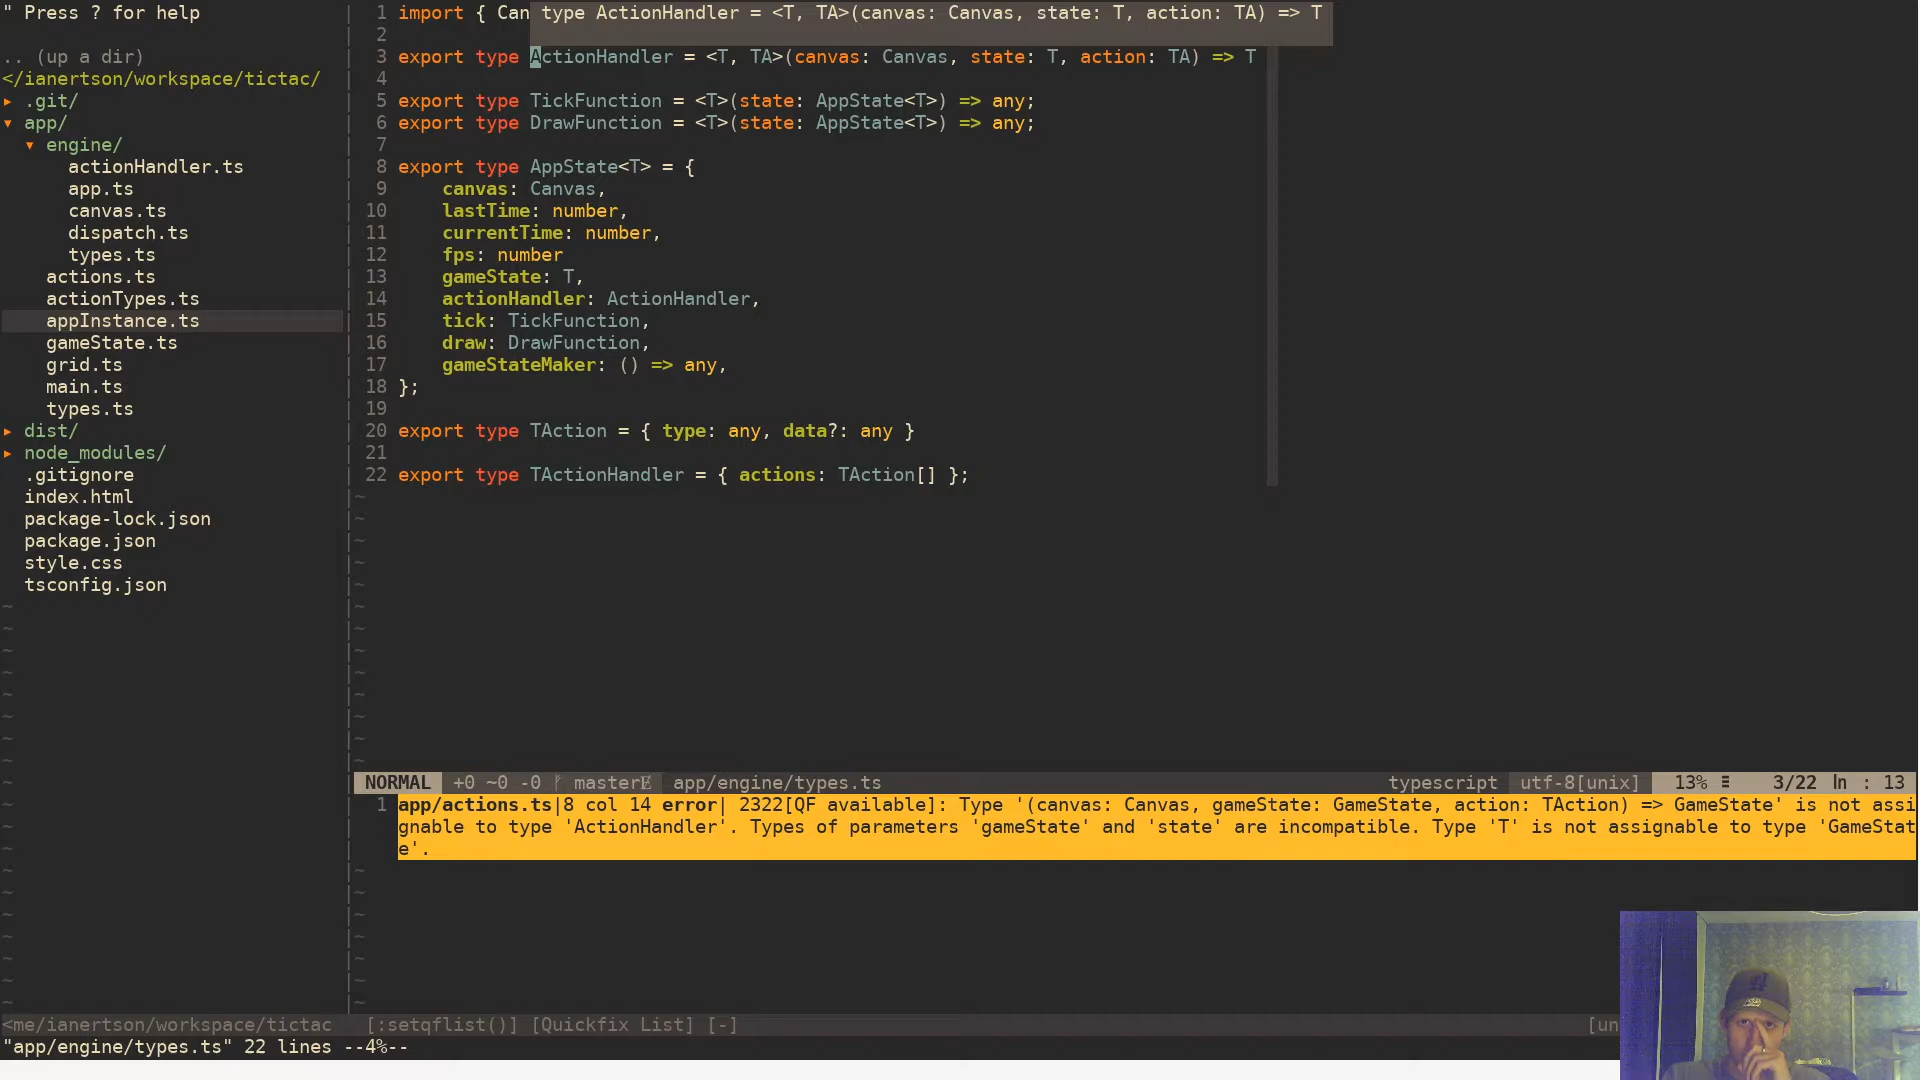 " Press ? for help
.. (up a dir)
</ianertson/workspace/tictac/
▸ .git/
▾ app/
▾ engine/
actionHandler.ts
app.ts
canvas.ts
dispatch.ts
types.ts
actions.ts
actionTypes.ts
appInstance.ts
gameState.ts
grid.ts
main.ts
types.ts
▸ dist/
▸ node_modules/
.gitignore
index.html
package-lock.json
package.json
style.css
tsconfig.json
type ActionHandler = <T, TA>(canvas: Canvas, state: T, action: TA) => T
1 import { Can
2
3 export type ActionHandler = <T, TA>(canvas: Canvas, state: T, action: TA) => T
4
5 export type TickFunction = <T>(state: AppState<T>) => any;
6 export type DrawFunction = <T>(state: AppState<T>) => any;
7
8 export type AppState<T> = {
9 canvas: Canvas,
10 lastTime: number,
11 currentTime: number,
12 fps: number
13 gameState: T,
14 actionHandler: ActionHandler,
15 tick: TickFunction,
16 draw: DrawFunction,
17 gameStateMaker: () => any,
18 };
19
20 export type TAction = { type: any, data?: any }
21
22 export type TActionHandler = { actions: TAction[] };
NORMAL +0 ~0 -0 master app/engine/types.ts typescript utf-8[unix] 13% 3/22 ln : 13
1 app/actions.ts|8 col 14 error| 2322[QF available]: Type '(canvas: Canvas, gameState: GameState, action: TAction) => GameState' is not assi
gnable to type 'ActionHandler'. Types of parameters 'gameState' and 'state' are incompatible. Type 'T' is not assignable to type 'GameStat
e'.
<me/ianertson/workspace/tictac [:setqflist()] [Quickfix List] [-] [un
"app/engine/types.ts" 22 lines --4%--